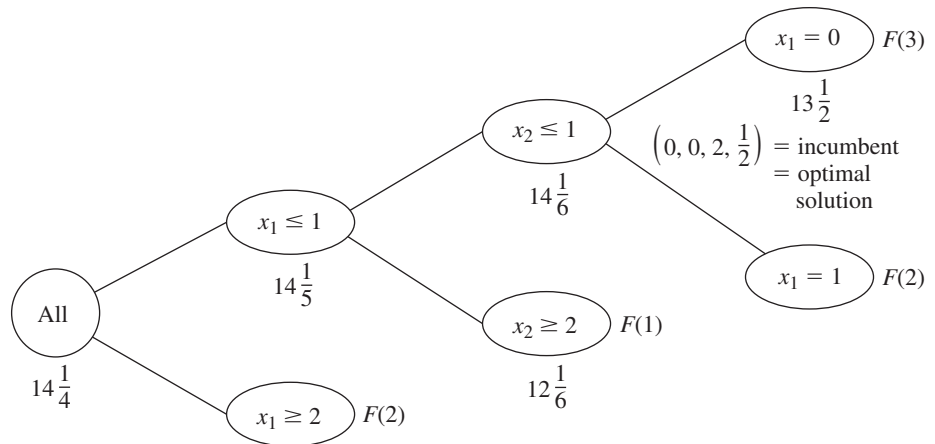 x₁ = 0 F(3)
13 1/2
x₂ ≤ 1
(0, 0, 2, 1/2) = incumbent
= optimal
solution
14 1/6
x₁ ≤ 1
14 1/5
x₁ = 1 F(2)
All
x₂ ≥ 2 F(1)
14 1/4
12 1/6
x₁ ≥ 2 F(2)